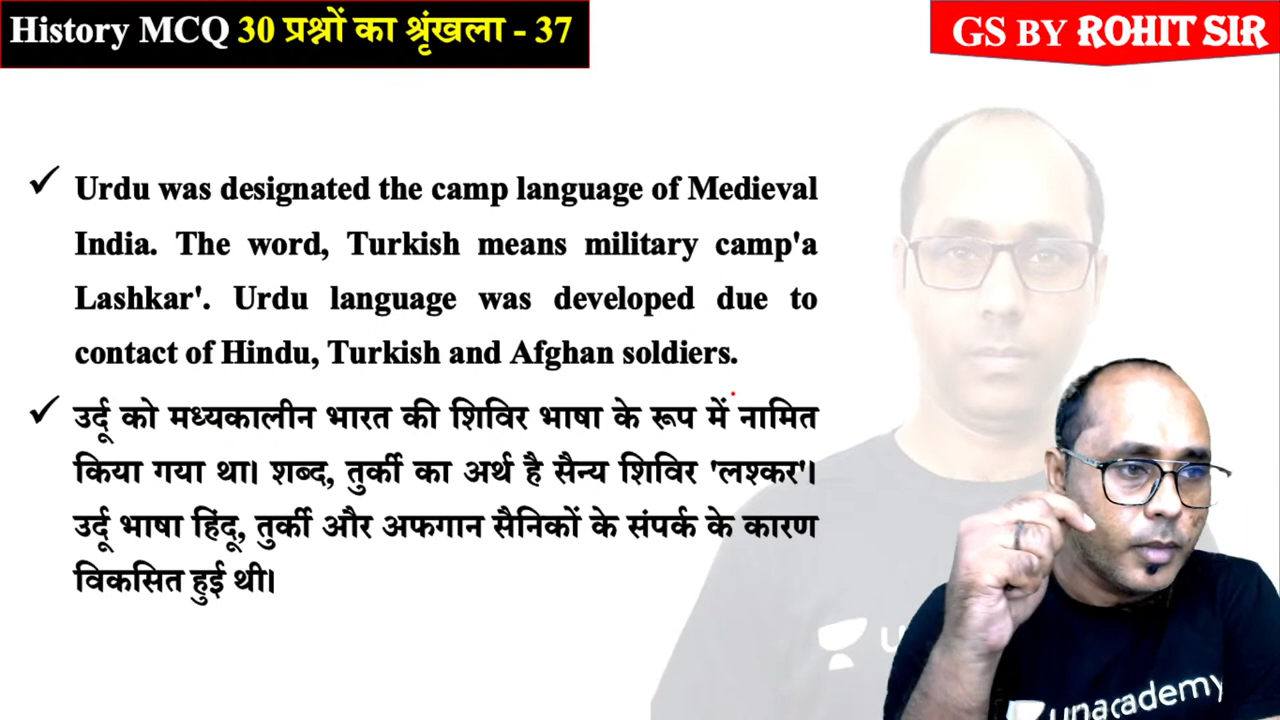 History MCQ 30 प्रश्नों का श्रृंखला - 37
GS BY ROHIT SIR
✓ Urdu was designated the camp language of Medieval
India. The word, Turkish means military camp'a
Lashkar'. Urdu language was developed due to
contact of Hindu, Turkish and Afghan soldiers.
✓ उर्दू को मध्यकालीन भारत की शिविर भाषा के रूप में नामित
किया गया था। शब्द, तुर्की का अर्थ है सैन्य शिविर 'लश्कर'।
उर्दू भाषा हिंदू, तुर्की और अफगान सैनिकों के संपर्क के कारण
विकसित हुई थी।
unacademy